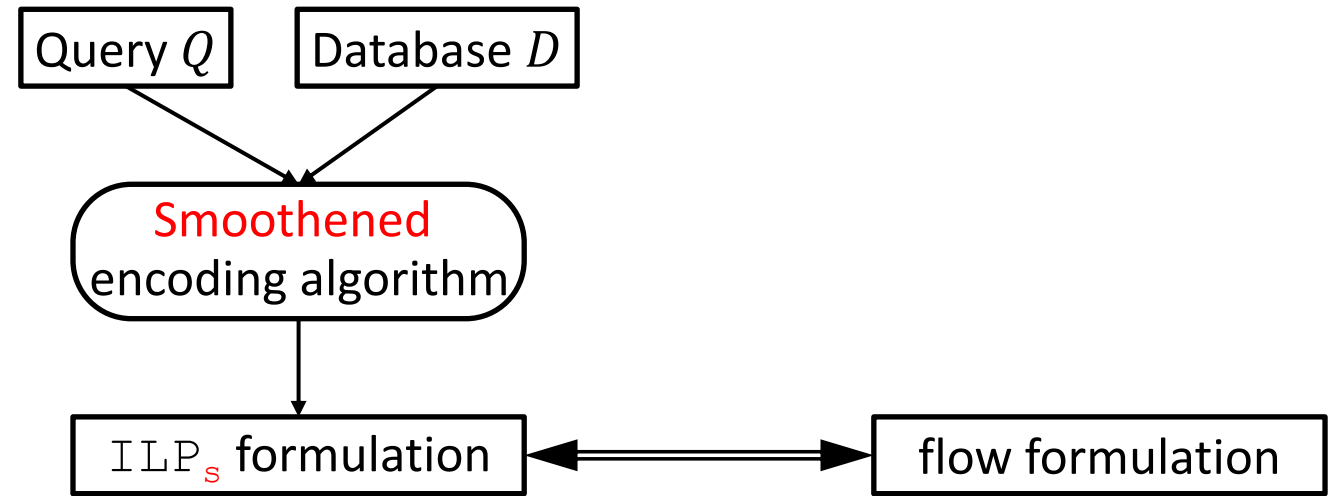 Query Q
Database D
Smoothened
encoding algorithm
ILPₛ formulation
flow formulation